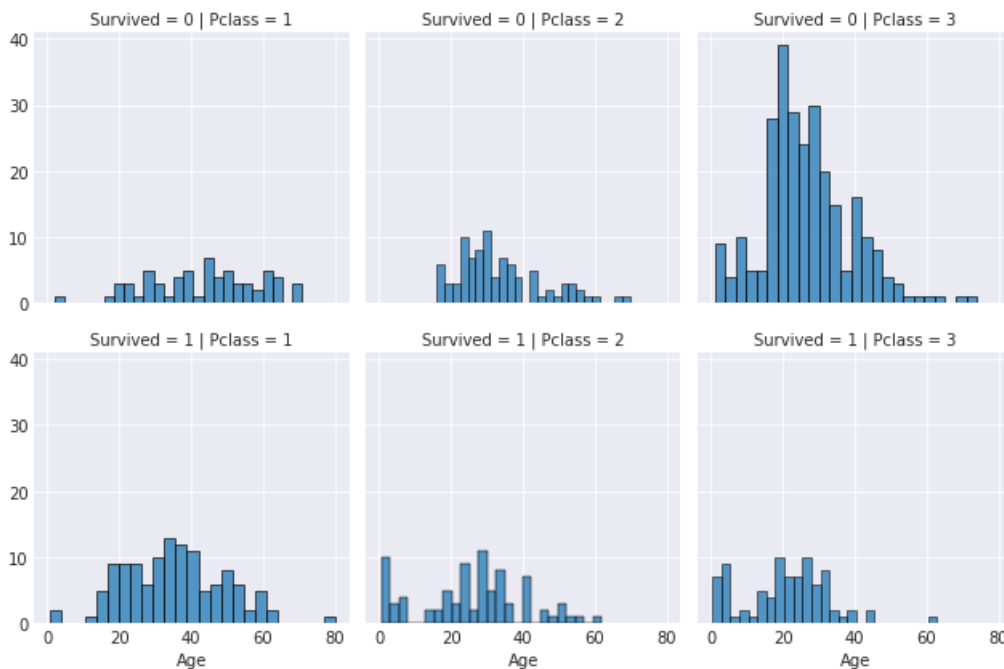 Survived = 0 | Pclass = 1
Survived = 0 | Pclass = 2
Survived = 0 | Pclass = 3
40
30
20
10
0
Survived = 1 | Pclass = 1
Survived = 1 | Pclass = 2
Survived = 1 | Pclass = 3
40
30
20
10
0
0 20 40 60 80
0 20 40 60 80
0 20 40 60 80
Age
Age
Age